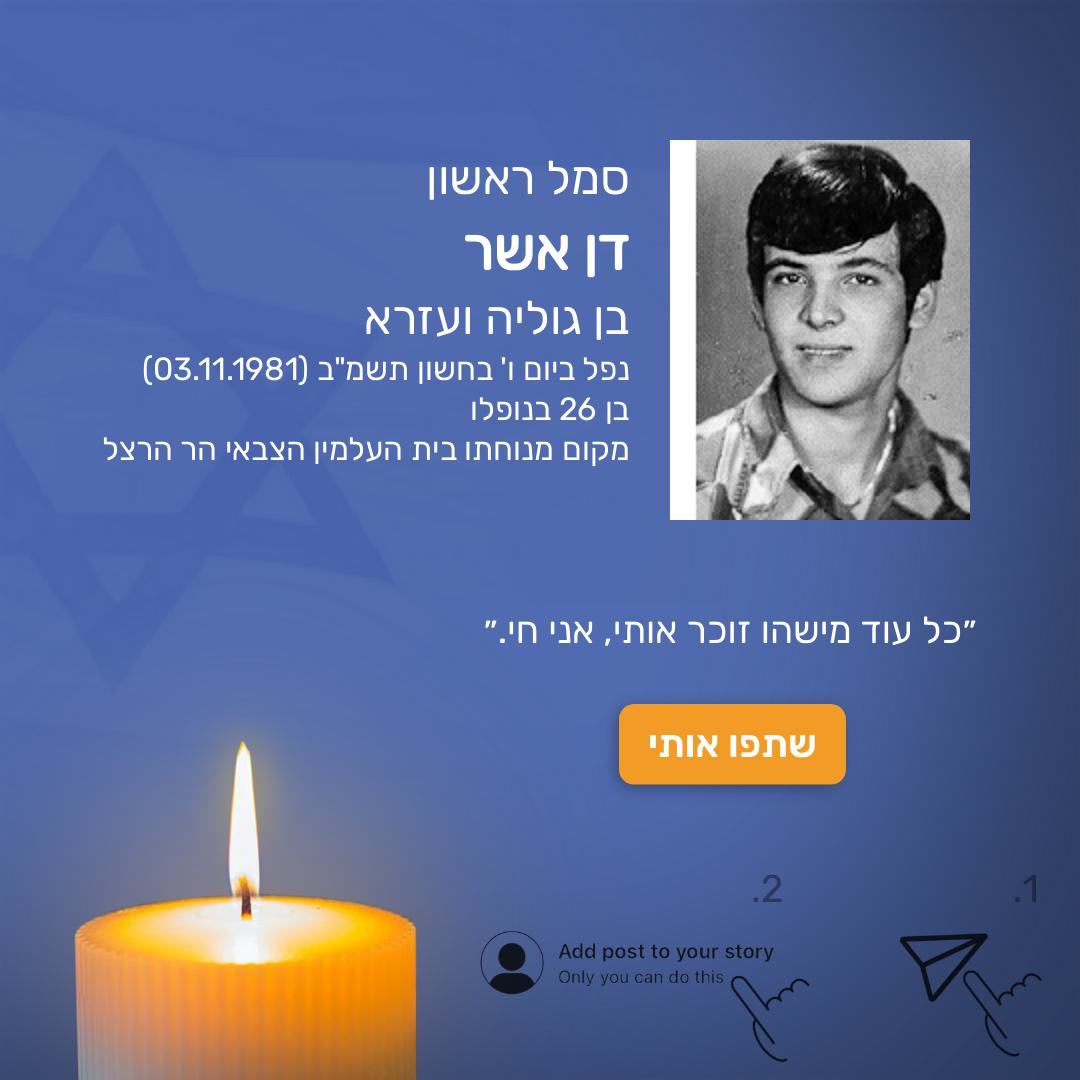 סמל ראשון
דן אשר
בן גוליה ועזרא
נפל ביום ו' בחשון תשמ"ב (03.11.1981)
בן 26 בנופלו
מקום מנוחתו בית העלמין הצבאי הר הרצל
״כל עוד מישהו זוכר אותי, אני חי.״
שתפו אותי
1.
2.
Add post to your story
Only you can do this